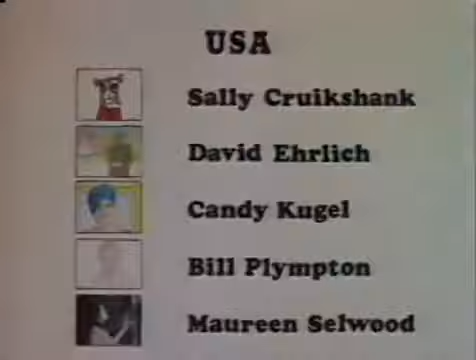 USA
Sally Cruikshank
David Ehrlich
Candy Kugel
Bill Plympton
Maureen Selwood